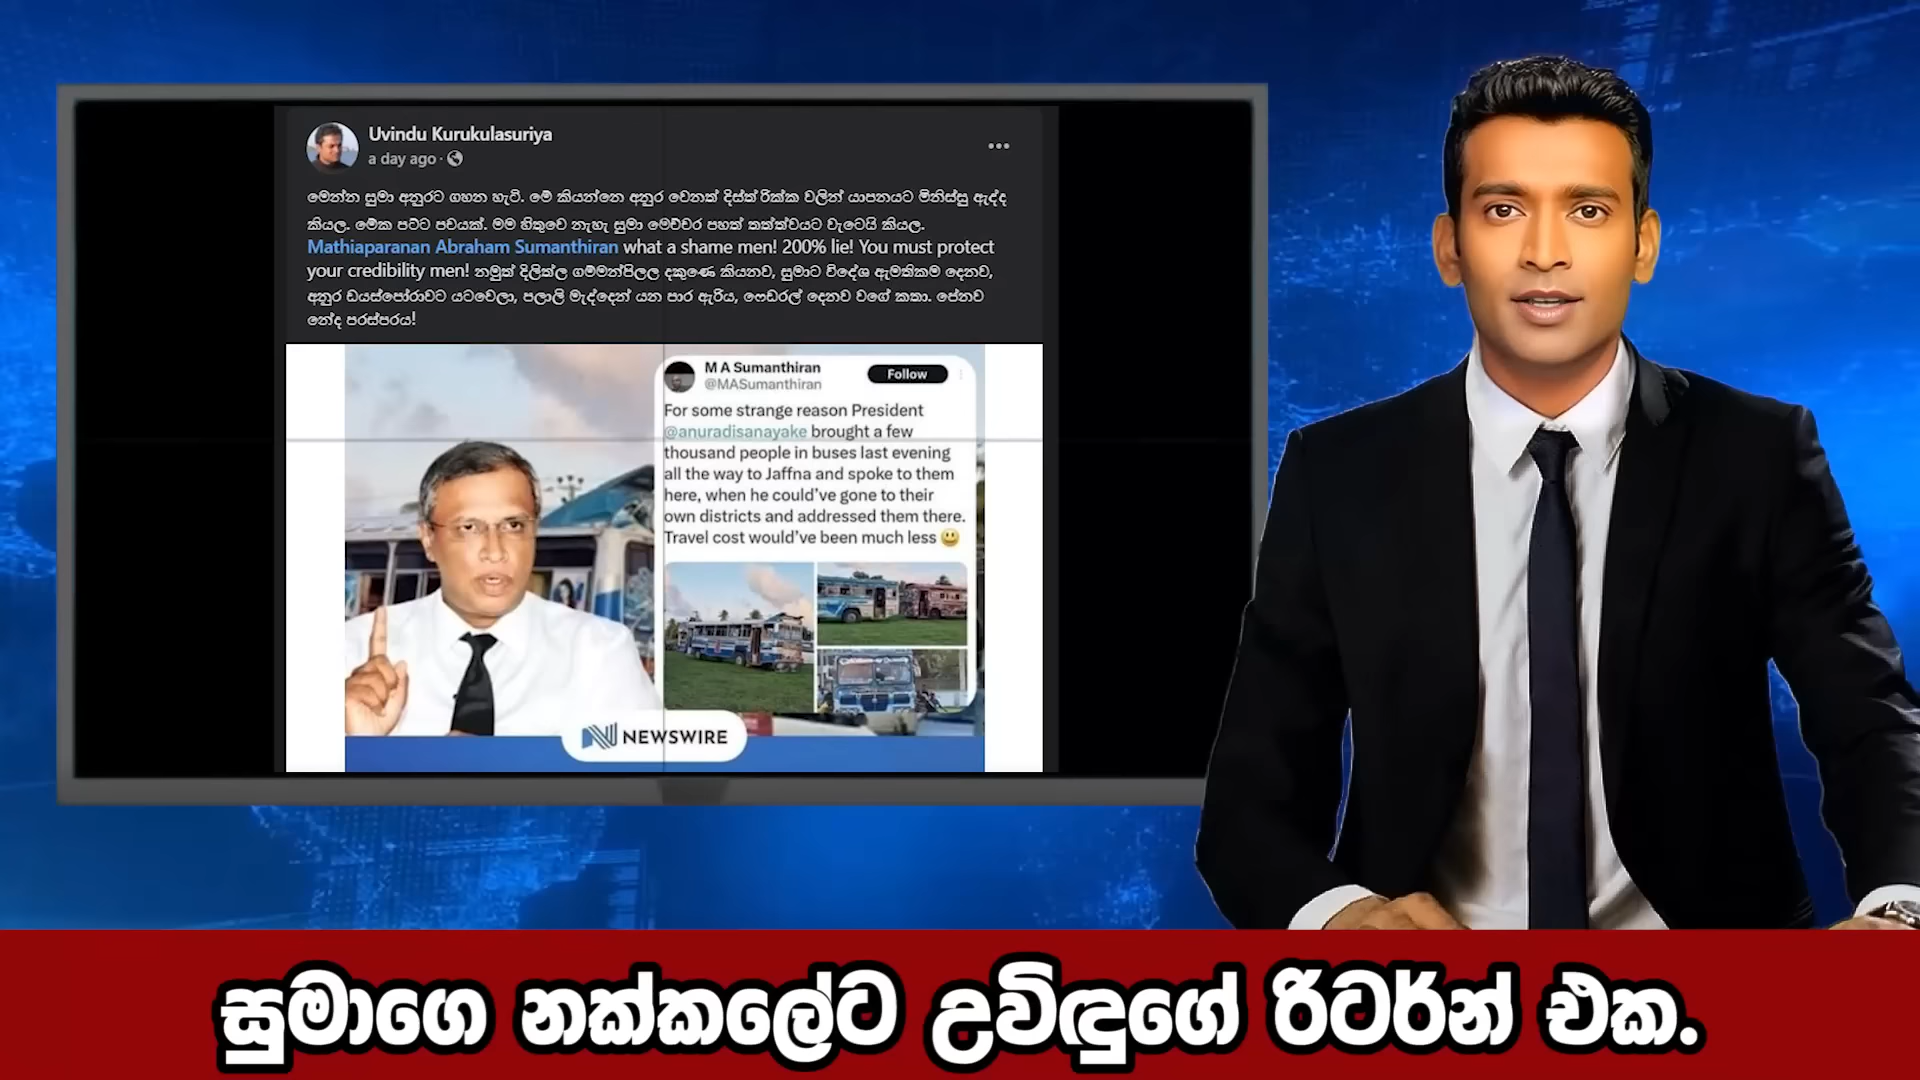 Uvindu Kurukulasuriya
a day ago ·
මෙන්න සුමා අනුරට ගහන හැටි. මේ කියන්නෙ අනුර වෙනත් දිස්ත්‍රික්ක වලින් යාපනයට මිනිස්සු ඇද්ද
කියල. මේක පට්ට පචයක්. මම හිතුවෙ නැහැ සුමා මෙච්චර පහත් තත්ත්වයට වැටෙයි කියල.
Mathiaparanan Abraham Sumanthiran what a shame men! 200% lie! You must protect
your credibility men! නමුත් දිලිත්ල ගම්මන්පිලල දකුණෙ කියනව, සුමාට විදේශ ඇමතිකම දෙනව,
අනුර ඩයස්පෝරාවට යටවෙලා, පලාලි මැද්දෙන් යන පාර ඇරිය, ෆෙඩරල් දෙනව වගේ කතා. පේනව
නේද පරස්පරය!
M A Sumanthiran
@MASumanthiran
Follow
For some strange reason President
@anuradisanayake brought a few
thousand people in buses last evening
all the way to Jaffna and spoke to them
here, when he could've gone to their
own districts and addressed them there.
Travel cost would've been much less 😃
NEWSWIRE
සුමාගෙ නක්කලේට උවිඳුගේ රිටර්න් එක.